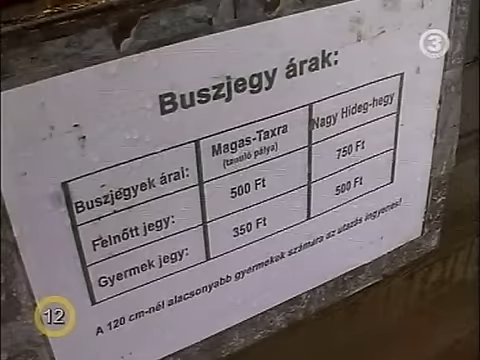 3
Buszjegy árak:
Buszjegyek árai: Magas-Taxra (tanuló pálya) Nagy Hideg-hegy
Felnőtt jegy: 500 Ft 750 Ft
Gyermek jegy: 350 Ft 500 Ft
A 120 cm-nél alacsonyabb gyermekek számára az utazás ingyenes!
12